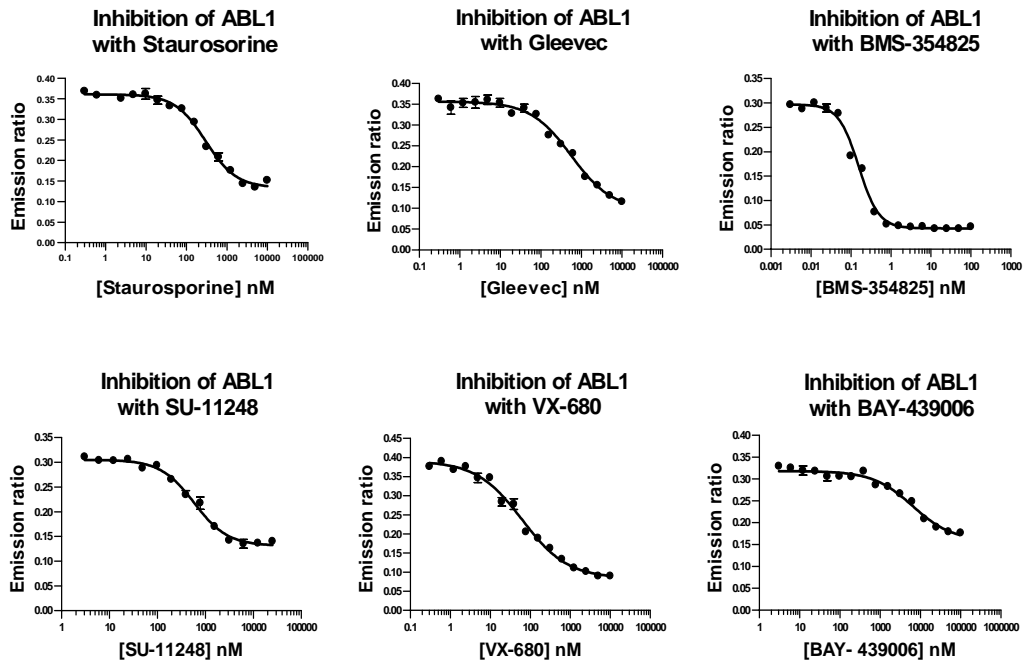 Inhibition of ABL1
with Staurosorine
Emission ratio
0.40
0.35
0.30
0.25
0.20
0.15
0.10
0.05
0.00
0.1 1 10 100 1000 10000 100000
[Staurosporine] nM
Inhibition of ABL1
with Gleevec
Emission ratio
0.40
0.35
0.30
0.25
0.20
0.15
0.10
0.05
0.00
0.1 1 10 100 1000 10000 100000
[Gleevec] nM
Inhibition of ABL1
with BMS-354825
Emission ratio
0.35
0.30
0.25
0.20
0.15
0.10
0.05
0.00
0.001 0.01 0.1 1 10 100 1000
[BMS-354825] nM
Inhibition of ABL1
with SU-11248
Emission ratio
0.35
0.30
0.25
0.20
0.15
0.10
0.05
0.00
1 10 100 1000 10000 100000
[SU-11248] nM
Inhibition of ABL1
with VX-680
Emission ratio
0.45
0.40
0.35
0.30
0.25
0.20
0.15
0.10
0.05
0.00
0.1 1 10 100 1000 10000 100000
[VX-680] nM
Inhibition of ABL1
with BAY-439006
Emission ratio
0.40
0.35
0.30
0.25
0.20
0.15
0.10
0.05
0.00
1 10 100 1000 10000 100000
[BAY- 439006] nM